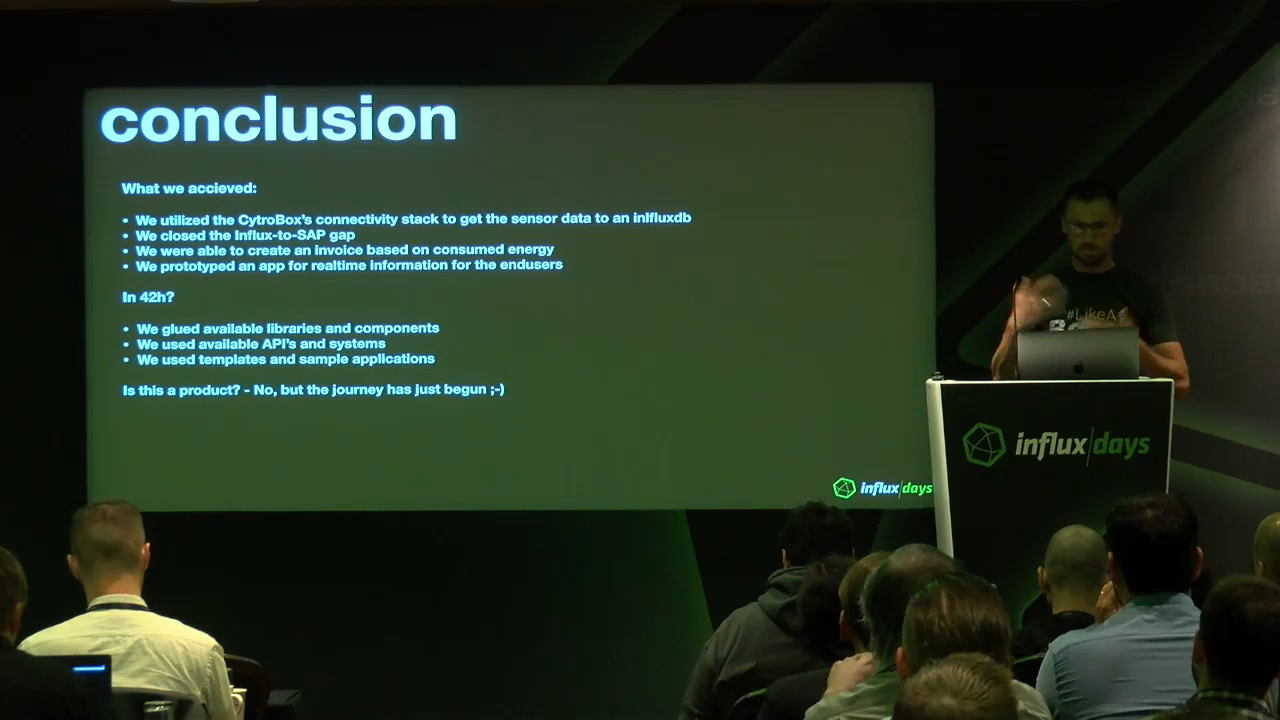 conclusion
What we accieved:
• We utilized the CytroBox's connectivity stack to get the sensor data to an inlfluxdb
• We closed the Influx-to-SAP gap
• We were able to create an invoice based on consumed energy
• We prototyped an app for realtime information for the endusers
In 42h?
• We glued available libraries and components
• We used available API's and systems
• We used templates and sample applications
Is this a product? - No, but the journey has just begun ;-)
influx|days
#LikeA
influx|days